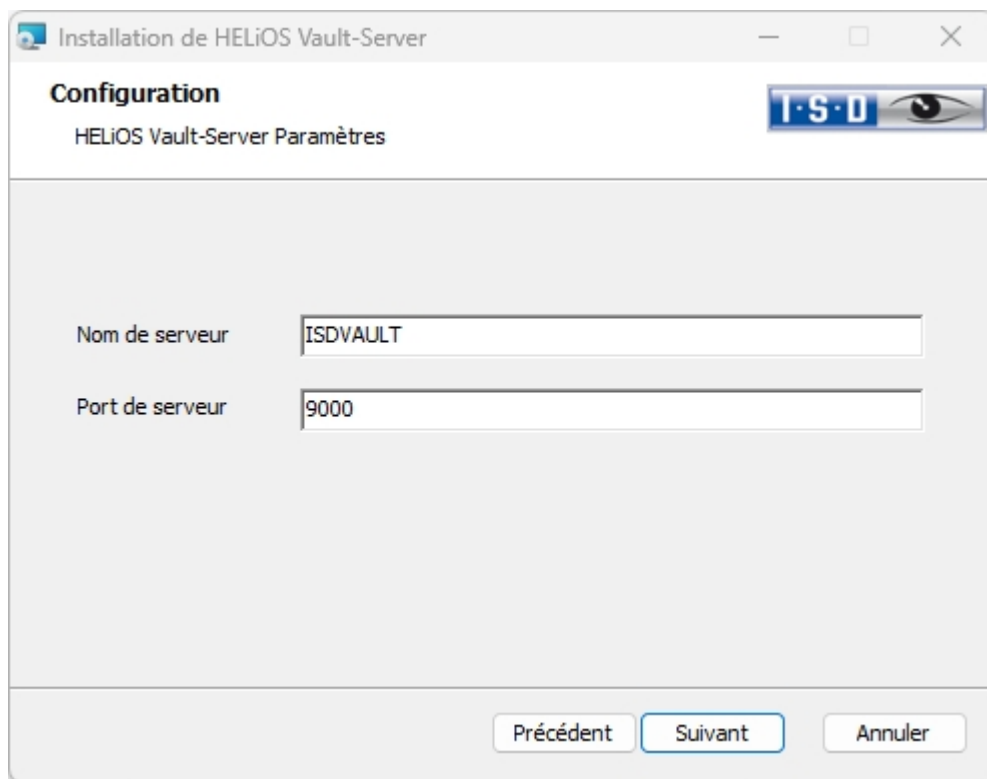 Installation de HELiOS Vault-Server
Configuration
HELiOS Vault-Server Paramètres
I·S·D
Nom de serveur ISDVAULT
Port de serveur 9000
Précédent Suivant Annuler